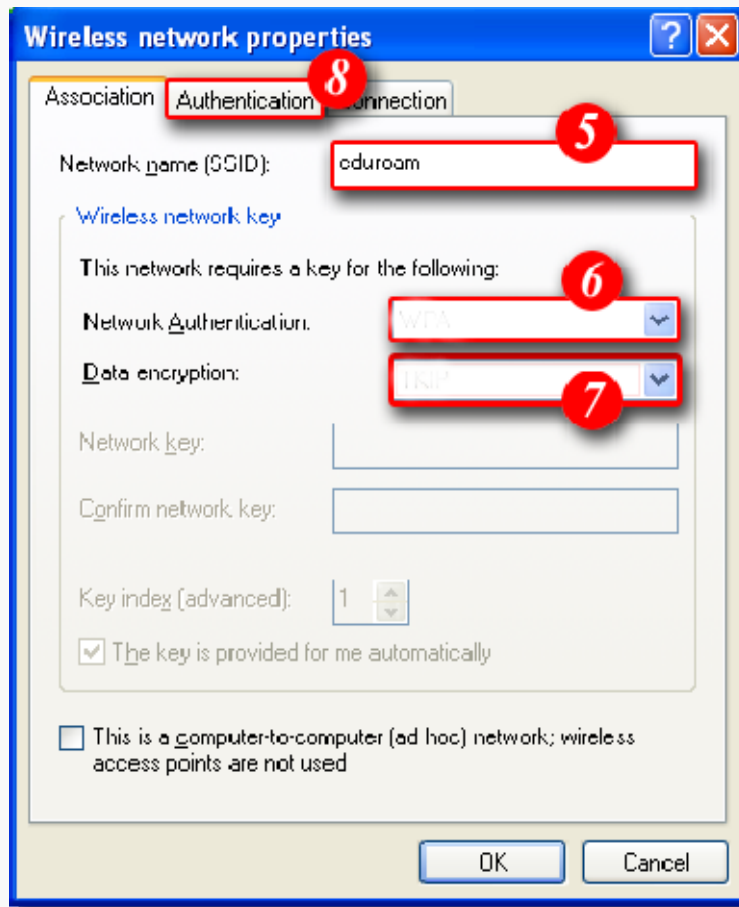 Wireless network properties
8
Association Authentication Connection
5
Network name (SSID): eduroam
Wireless network key
This network requires a key for the following:
6
Network Authentication: WPA
Data encryption: TKIP
7
Network key:
Confirm network key:
Key index (advanced): 1
The key is provided for me automatically
This is a computer-to-computer (ad hoc) network; wireless
access points are not used
OK Cancel